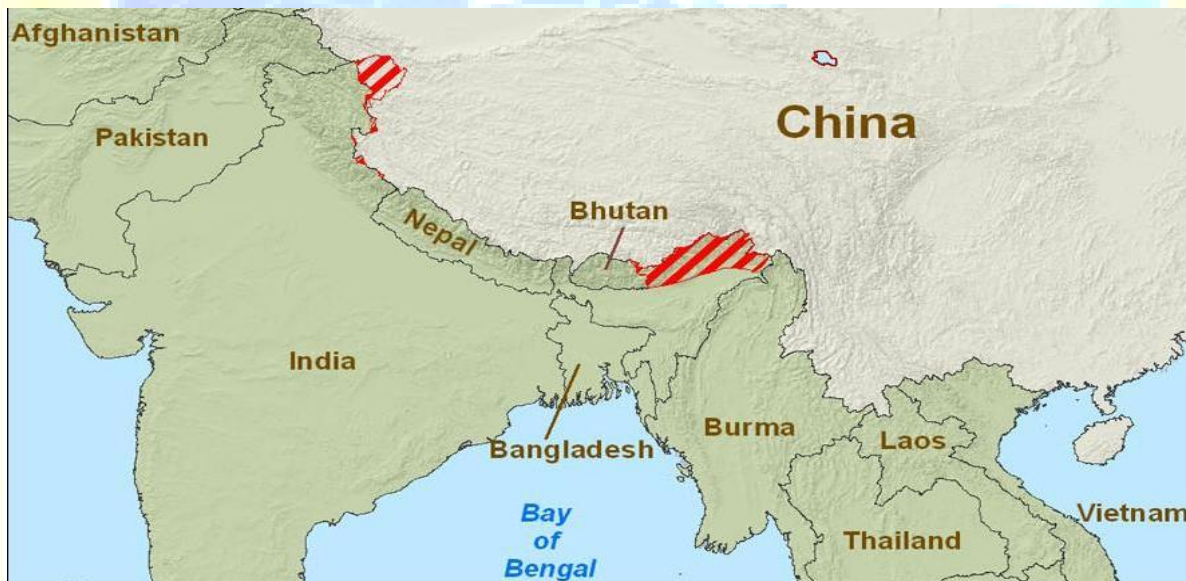 Afghanistan
China
Pakistan
Bhutan
Nepal
India
Burma
Laos
Bangladesh
Bay
of
Bengal
Vietnam
Thailand